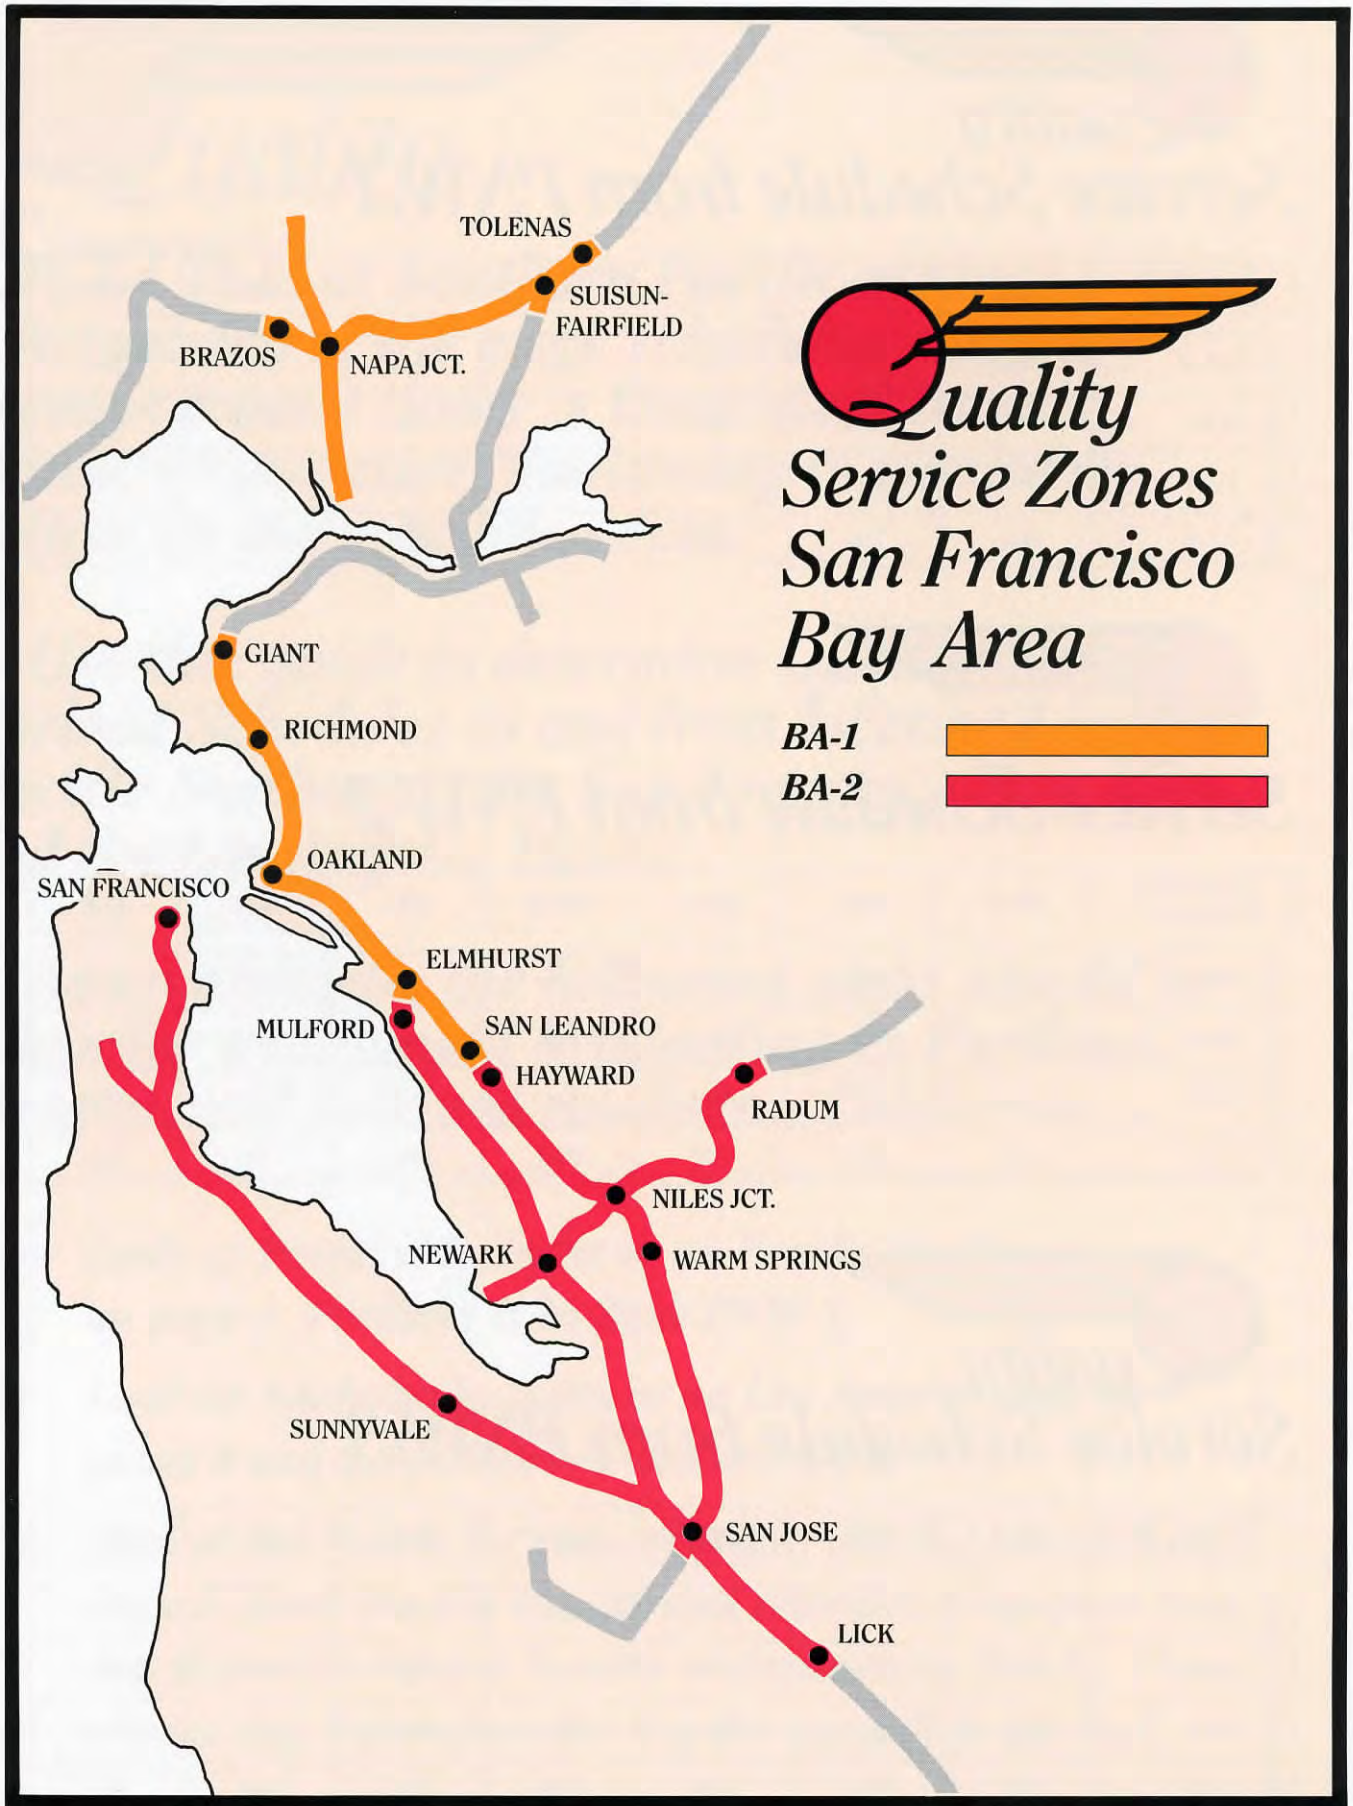 TOLENAS
SUISUN-
FAIRFIELD
BRAZOS
NAPA JCT.
Quality
Service Zones
San Francisco
Bay Area
GIANT
RICHMOND
BA-1
BA-2
OAKLAND
SAN FRANCISCO
ELMHURST
MULFORD
SAN LEANDRO
HAYWARD
RADUM
NILES JCT.
NEWARK
WARM SPRINGS
SUNNYVALE
SAN JOSE
LICK